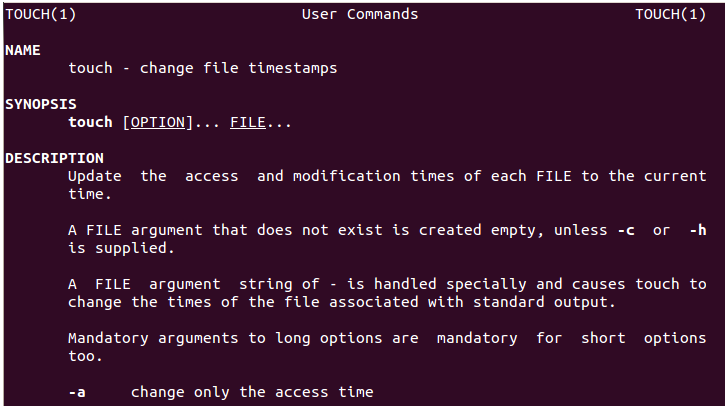 TOUCH(1) User Commands TOUCH(1)
NAME
touch - change file timestamps
SYNOPSIS
touch [OPTION]... FILE...
DESCRIPTION
Update the access and modification times of each FILE to the current
time.
A FILE argument that does not exist is created empty, unless -c or -h
is supplied.
A FILE argument string of - is handled specially and causes touch to
change the times of the file associated with standard output.
Mandatory arguments to long options are mandatory for short options
too.
-a change only the access time